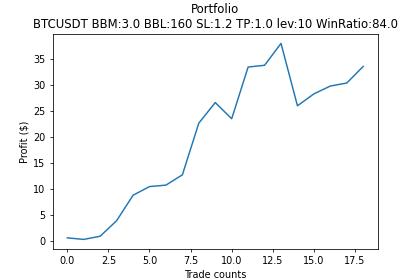 Portfolio
BTCUSDT BBM:3.0 BBL:160 SL:1.2 TP:1.0 lev:10 WinRatio:84.0
35
30
25
20
15
10
5
0
Profit ($)
0.0 2.5 5.0 7.5 10.0 12.5 15.0 17.5
Trade counts